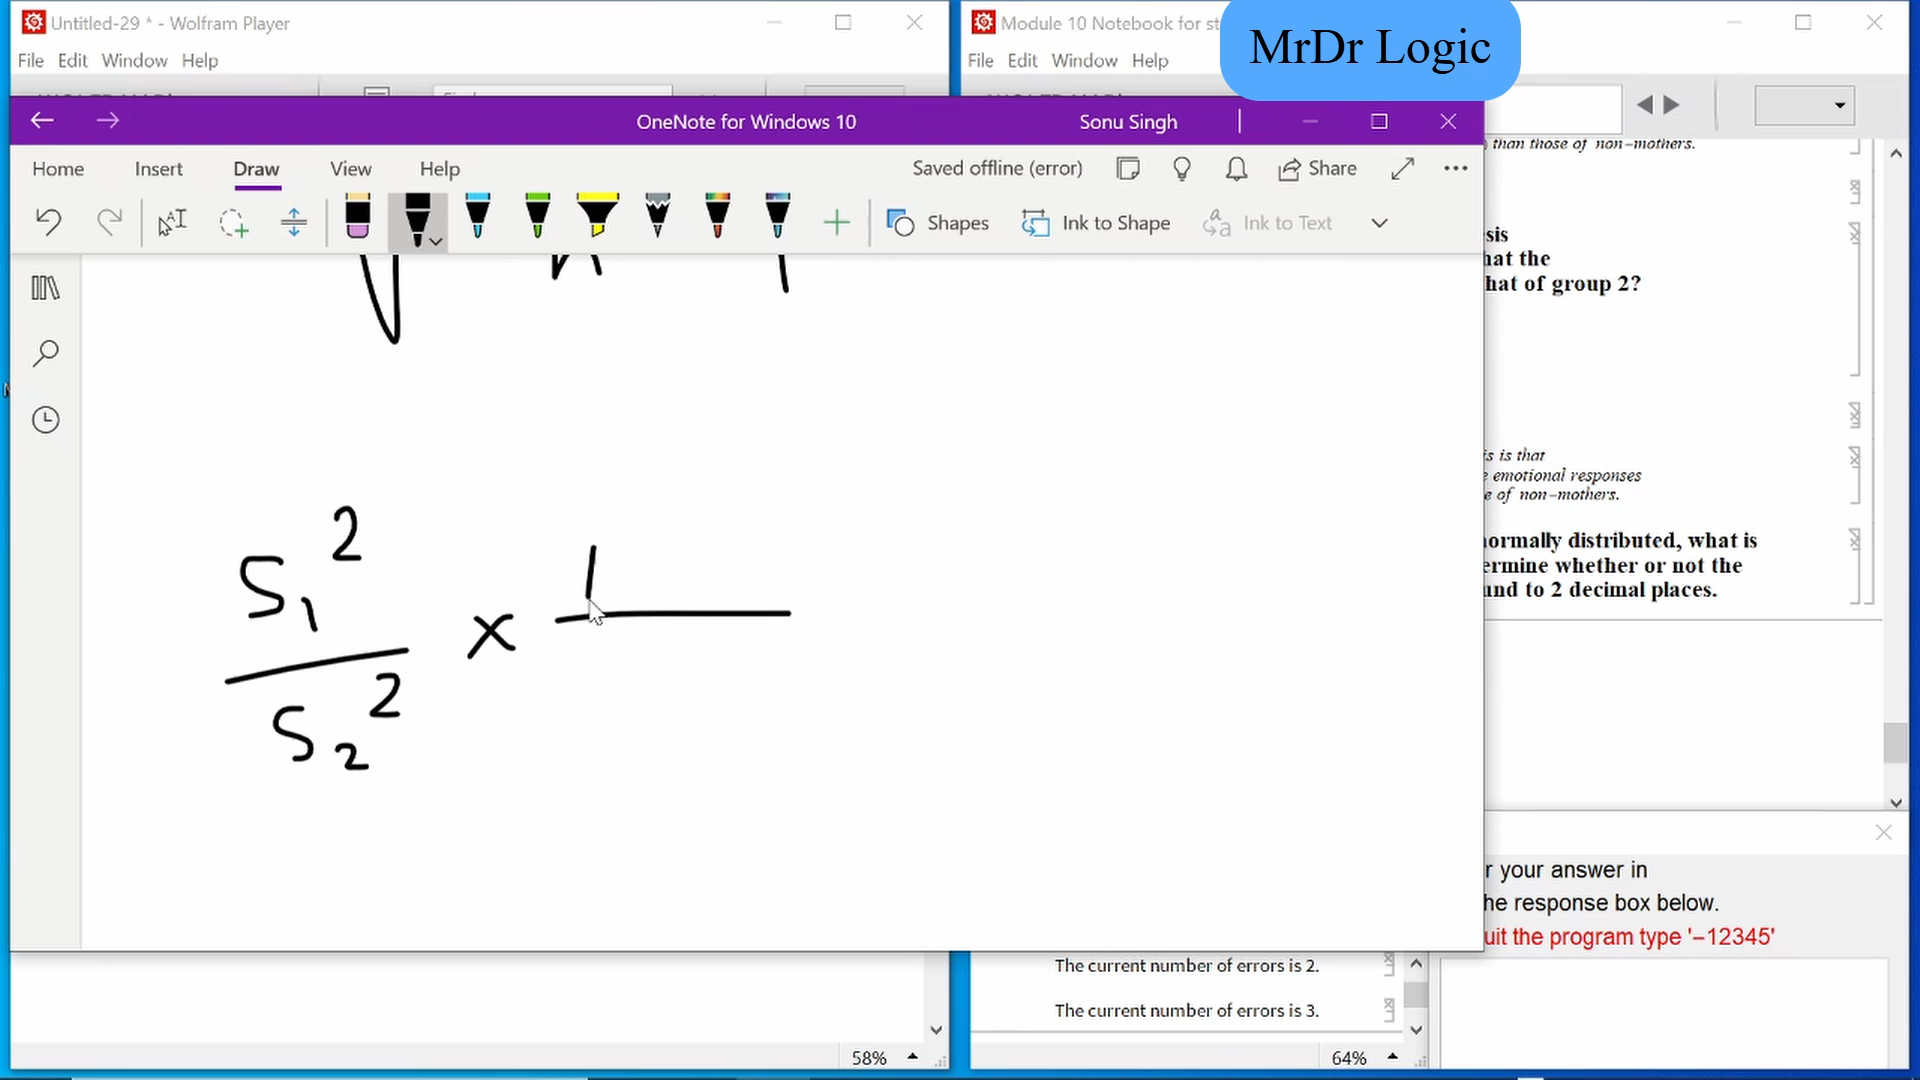 Untitled-29 * - Wolfram Player
File Edit Window Help
Module 10 Notebook for st
MrDr Logic
File Edit Window Help
OneNote for Windows 10
Sonu Singh
Home Insert Draw View Help
Saved offline (error)
Share
Shapes
Ink to Shape
Ink to Text
than those of non-mothers.
sis
hat the
hat of group 2?
is is that
e emotional responses
e of non-mothers.
ormally distributed, what is
ermine whether or not the
und to 2 decimal places.
S₁² / S₂² × 1
r your answer in
he response box below.
uit the program type '-12345'
The current number of errors is 2.
The current number of errors is 3.
58%
64%